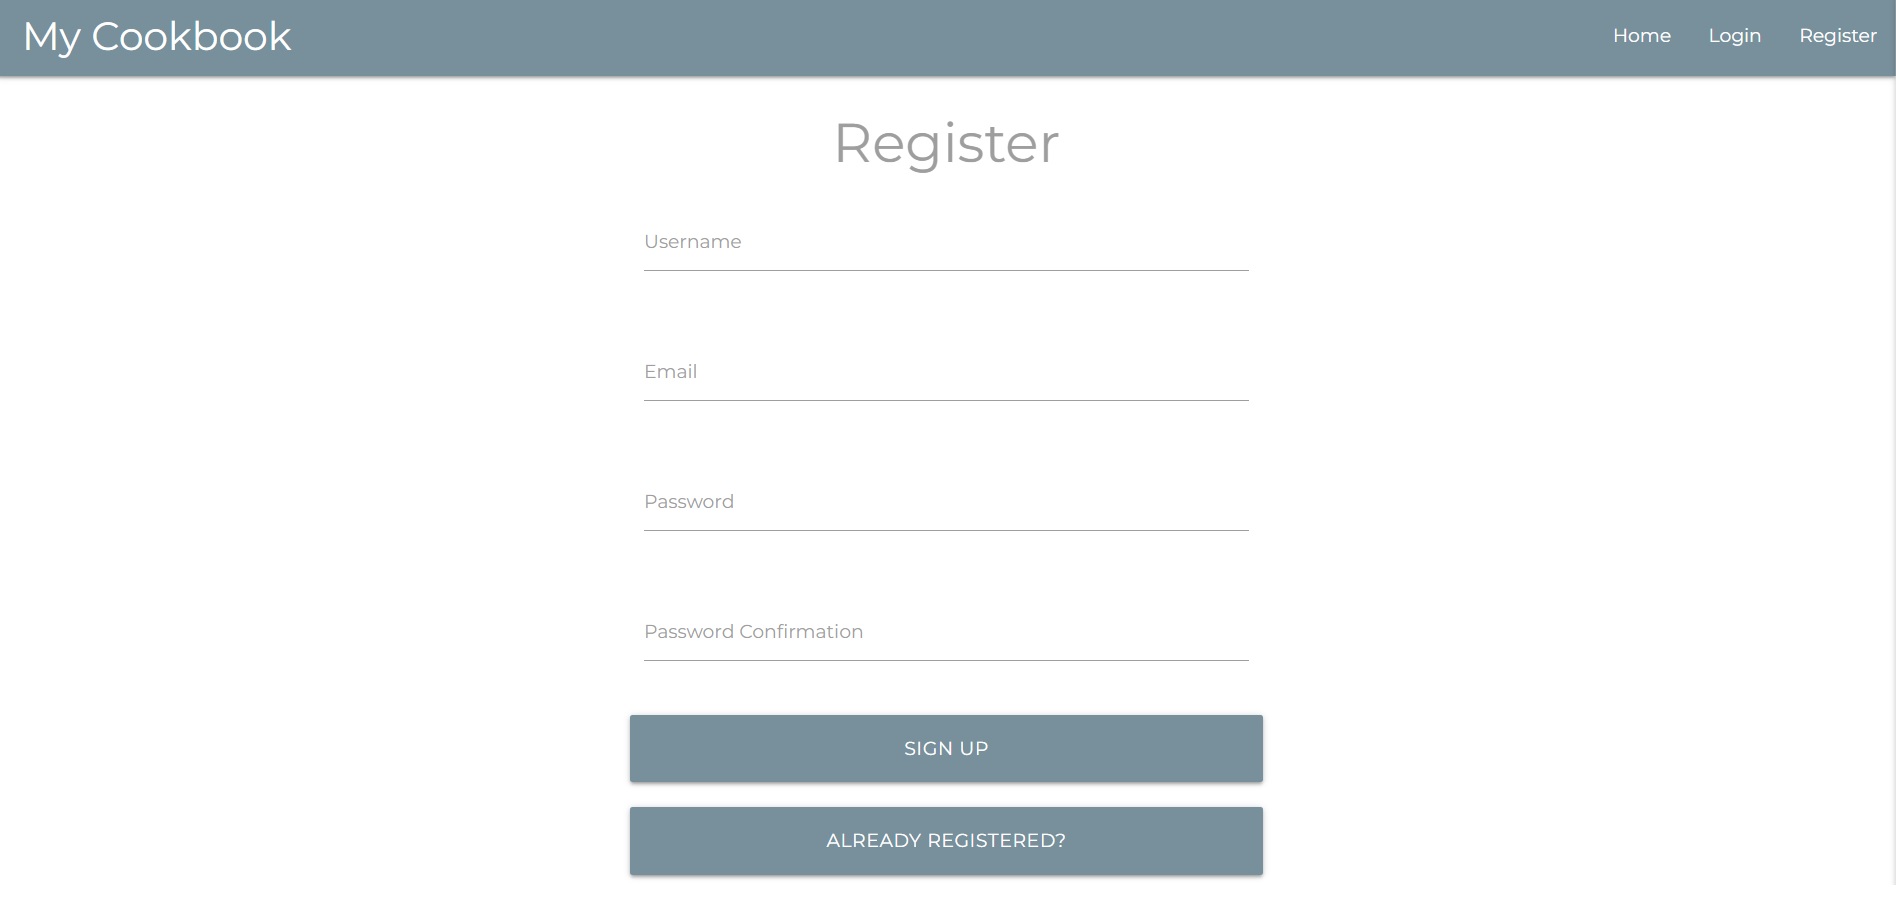 My Cookbook
Home Login Register
Register
Username
Email
Password
Password Confirmation
SIGN UP
ALREADY REGISTERED?